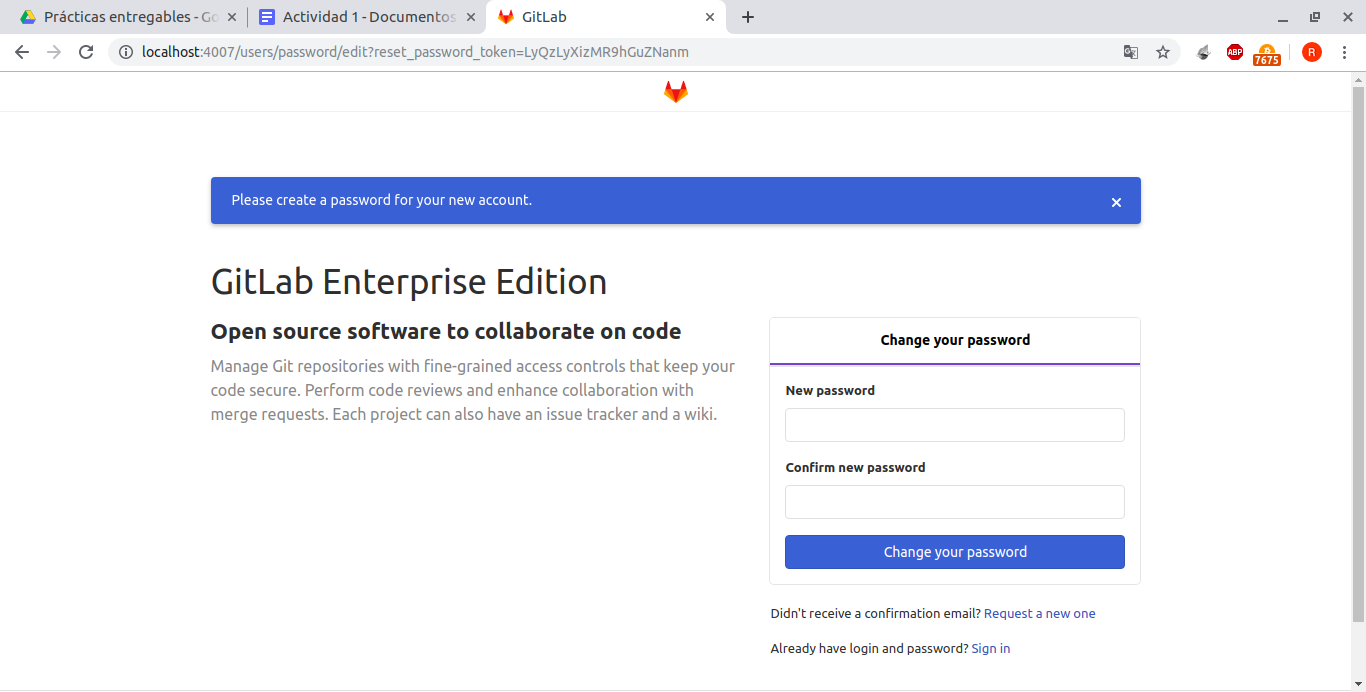 Prácticas entregables - Go
Actividad 1 - Documentos
GitLab
localhost:4007/users/password/edit?reset_password_token=LyQzLyXizMR9hGuZNanm
ABP
7675
R
Please create a password for your new account.
GitLab Enterprise Edition
Open source software to collaborate on code
Manage Git repositories with fine-grained access controls that keep your
code secure. Perform code reviews and enhance collaboration with
merge requests. Each project can also have an issue tracker and a wiki.
Change your password
New password
Confirm new password
Change your password
Didn't receive a confirmation email? Request a new one
Already have login and password? Sign in